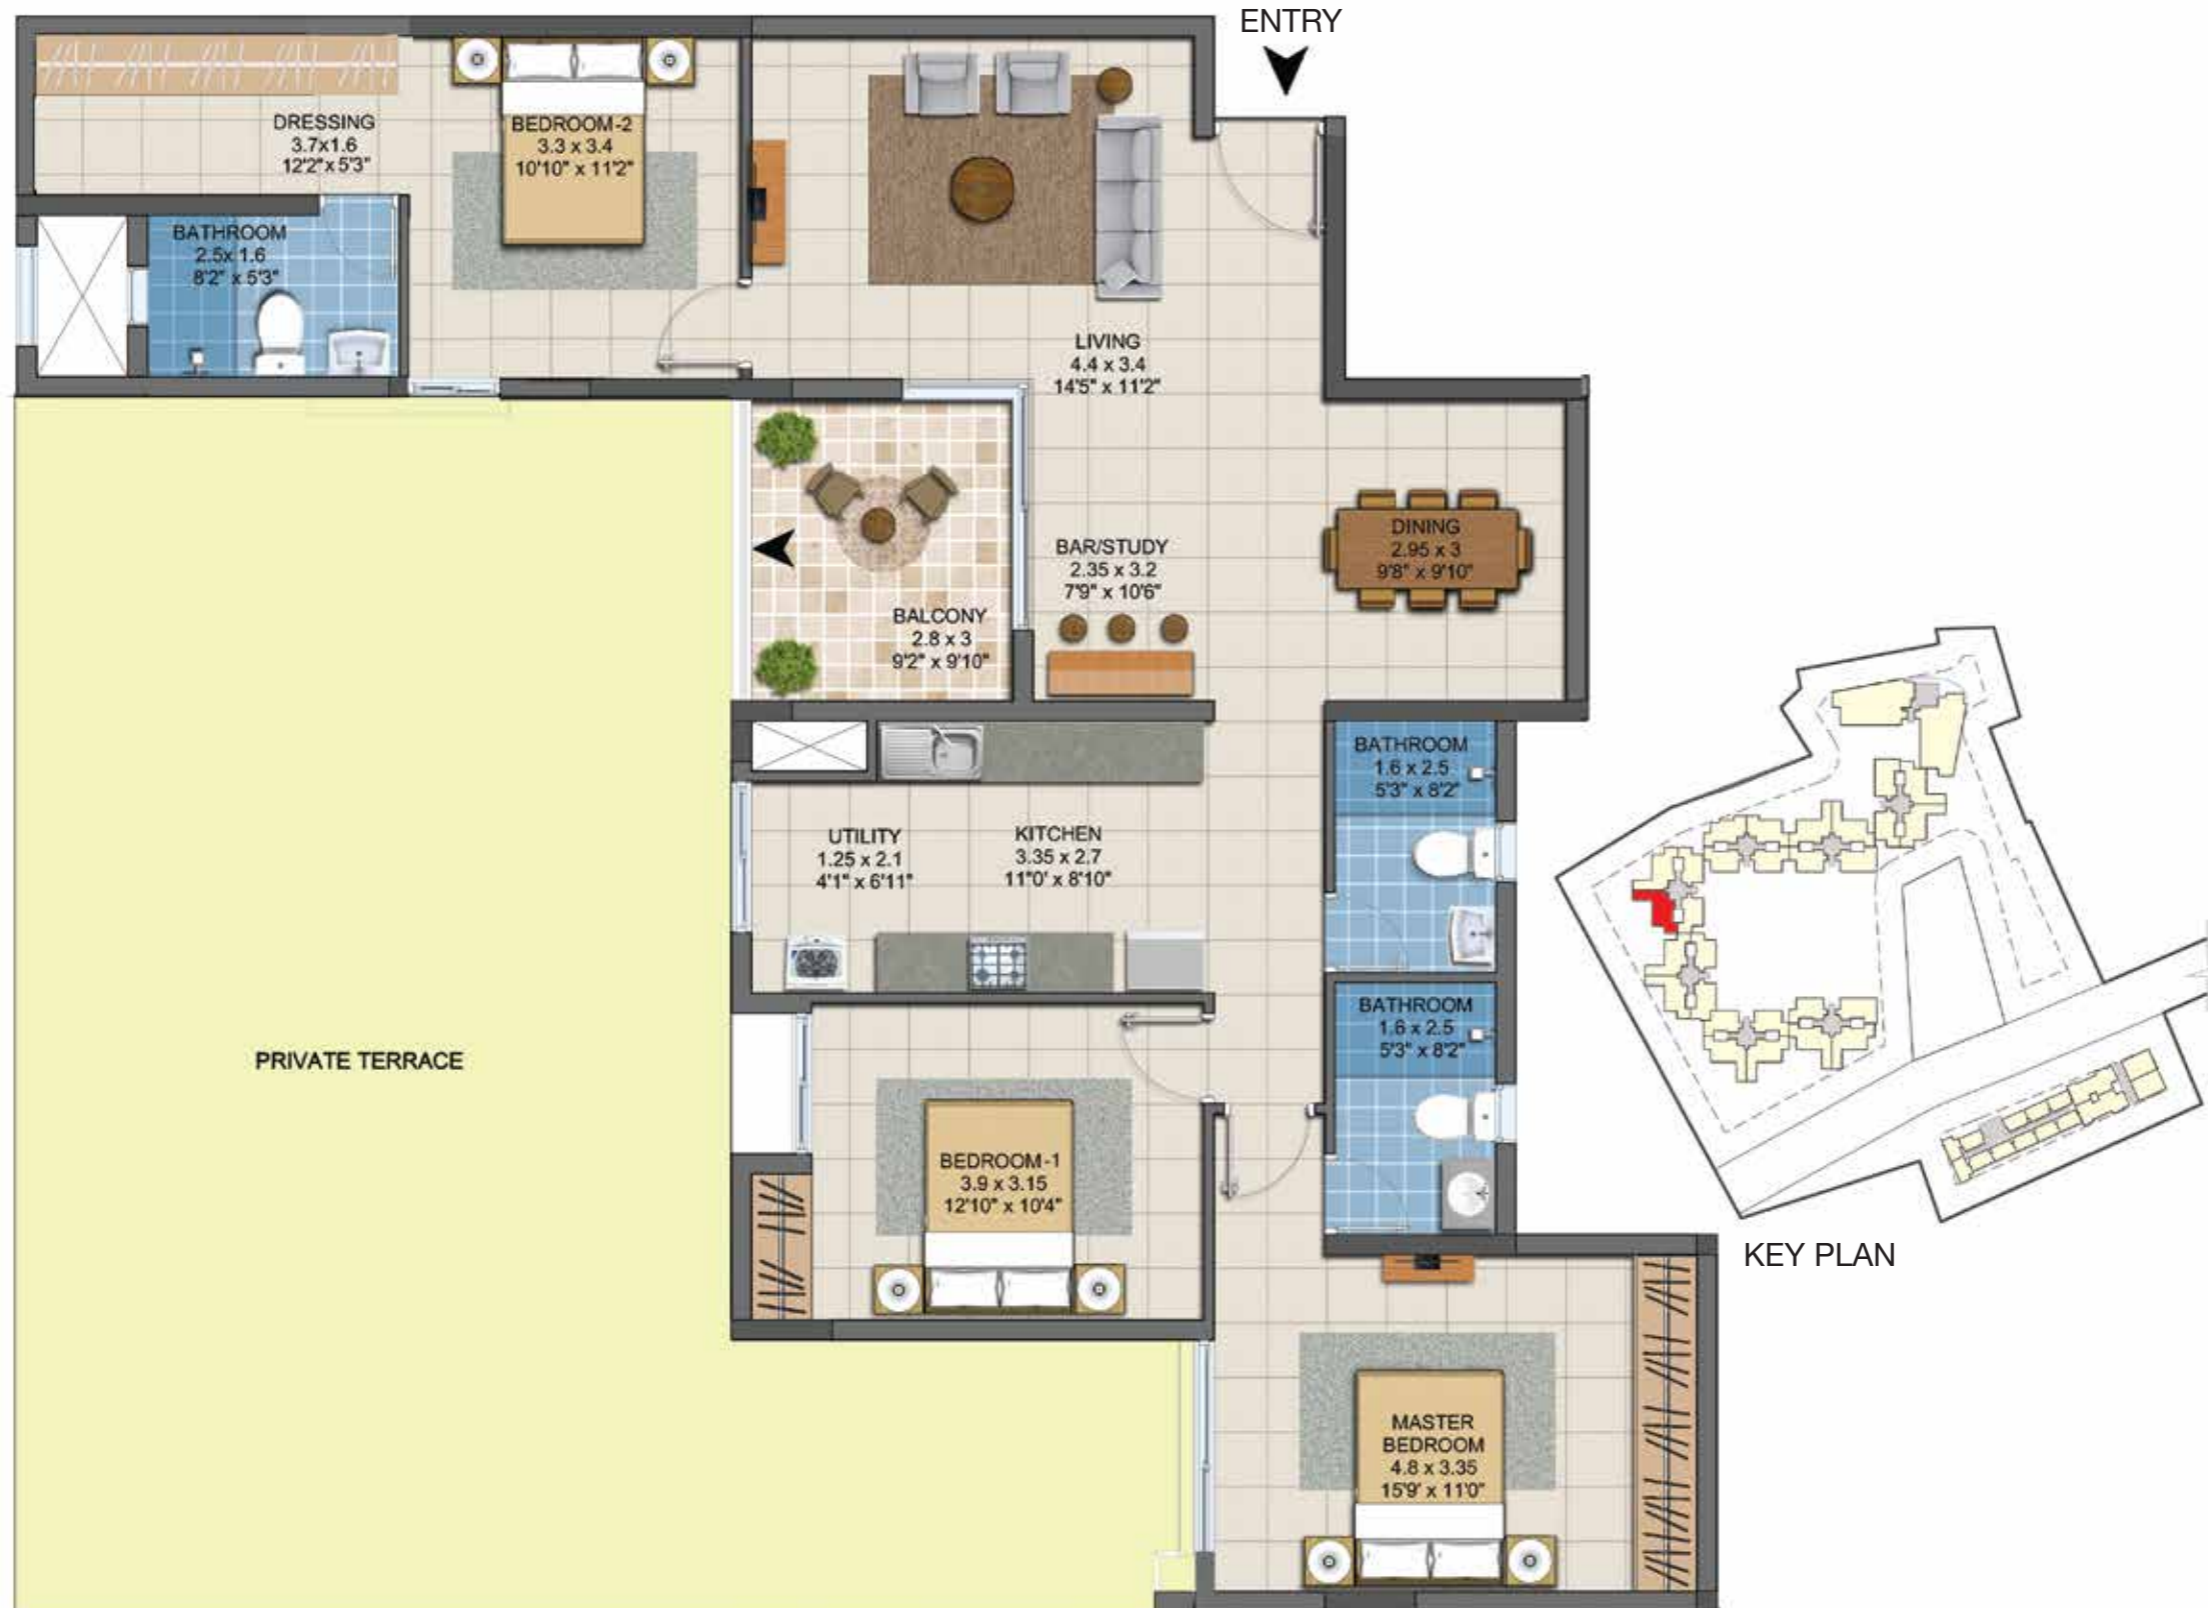 ENTRY
DRESSING
3.7x1.6
12'2"x 5'3"
BEDROOM-2
3.3 x 3.4
10'10" x 11'2"
BATHROOM
2.5x 1.6
8'2" x 5'3"
LIVING
4.4 x 3.4
14'5" x 11'2"
DINING
2.95 x 3
9'8" x 9'10"
BAR/STUDY
2.35 x 3.2
7'9" x 10'6"
BALCONY
2.8 x 3
9'2" x 9'10"
BATHROOM
1.6 x 2.5
5'3" x 8'2"
UTILITY
1.25 x 2.1
4'1" x 6'11"
KITCHEN
3.35 x 2.7
11"0' x 8'10"
BATHROOM
1.6 x 2.5
5'3" x 8'2"
PRIVATE TERRACE
BEDROOM-1
3.9 x 3.15
12'10" x 10'4"
KEY PLAN
MASTER
BEDROOM
4.8 x 3.35
15'9' x 11'0"